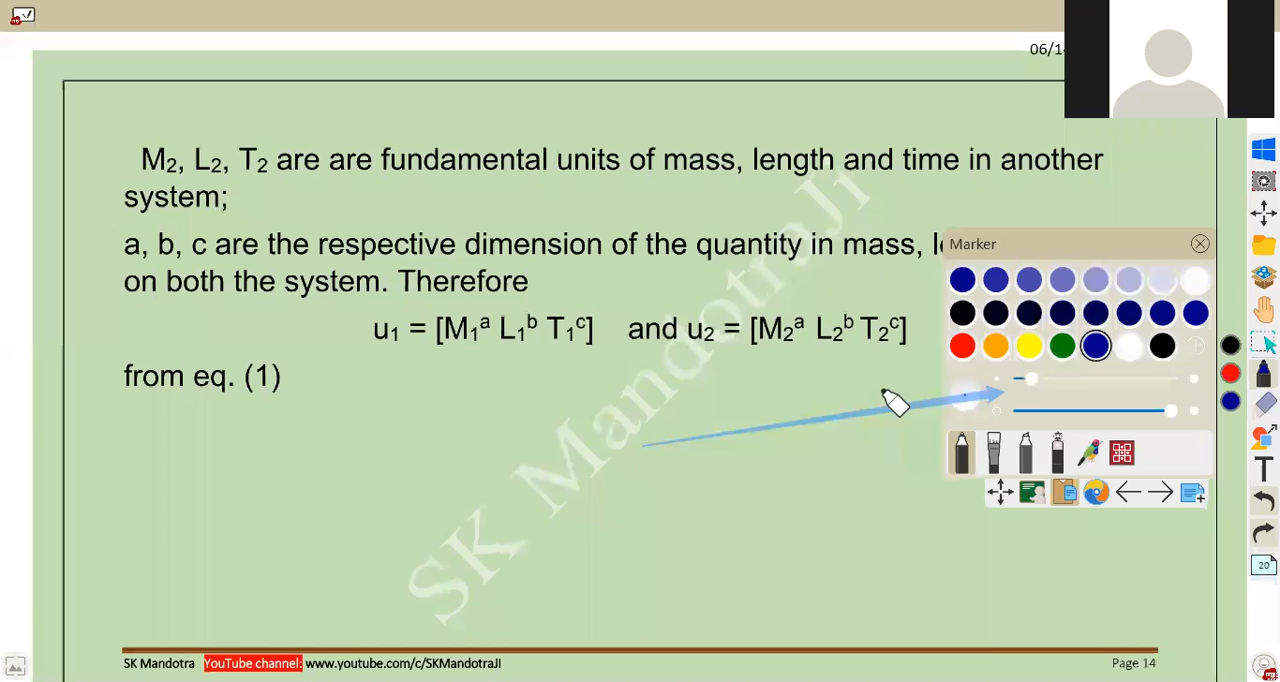 06/14
M₂, L₂, T₂ are are fundamental units of mass, length and time in another
system;
a, b, c are the respective dimension of the quantity in mass,
on both the system. Therefore
u₁ = [M₁ᵃ L₁ᵇ T₁ᶜ] and u₂ = [M₂ᵃ L₂ᵇ T₂ᶜ]
from eq. (1)
SK MandotraJi
Marker
20
SK Mandotra YouTube channel: www.youtube.com/c/SKMandotraJI
Page 14